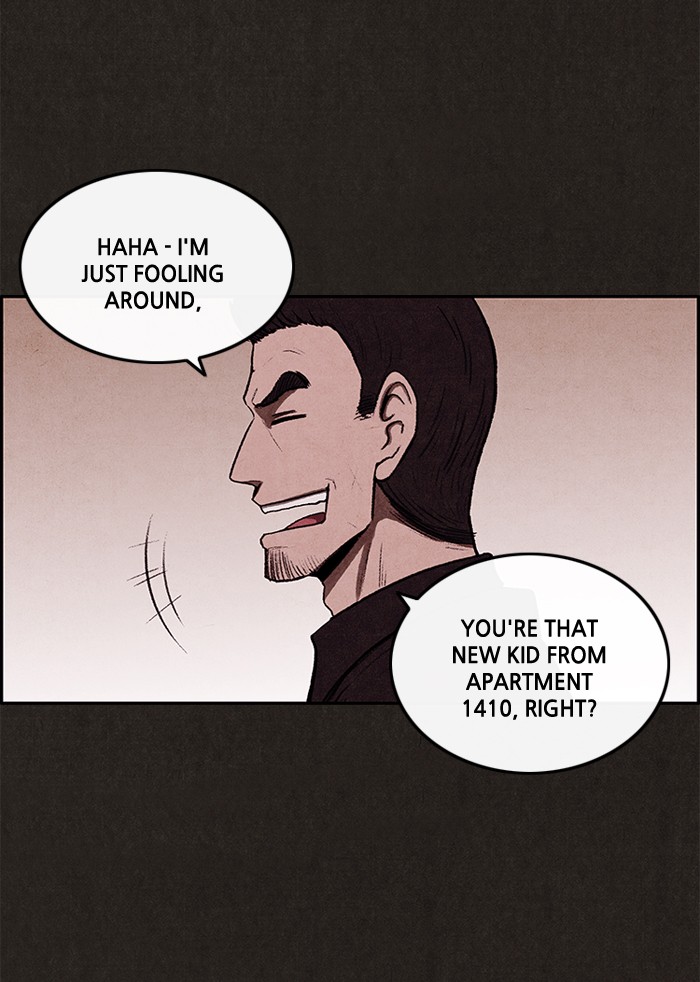 HAHA - I'M
JUST FOOLING
AROUND,
YOU'RE THAT
NEW KID FROM
APARTMENT
1410, RIGHT?